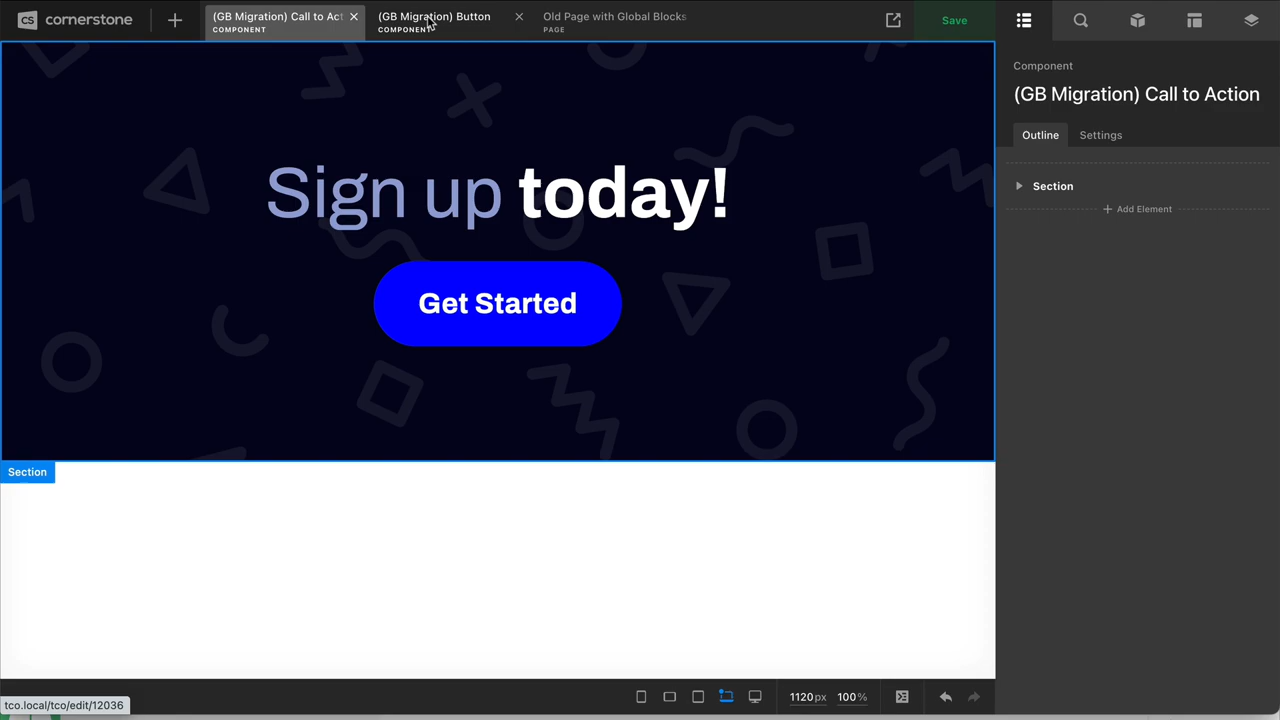 cornerstone
(GB Migration) Call to Act
COMPONENT
(GB Migration) Button
COMPONENT
Old Page with Global Blocks
PAGE
Save
Component
(GB Migration) Call to Action
Outline
Settings
Section
Add Element
Sign up today!
Get Started
Section
tco.local/tco/edit/12036
1120 px
100 %